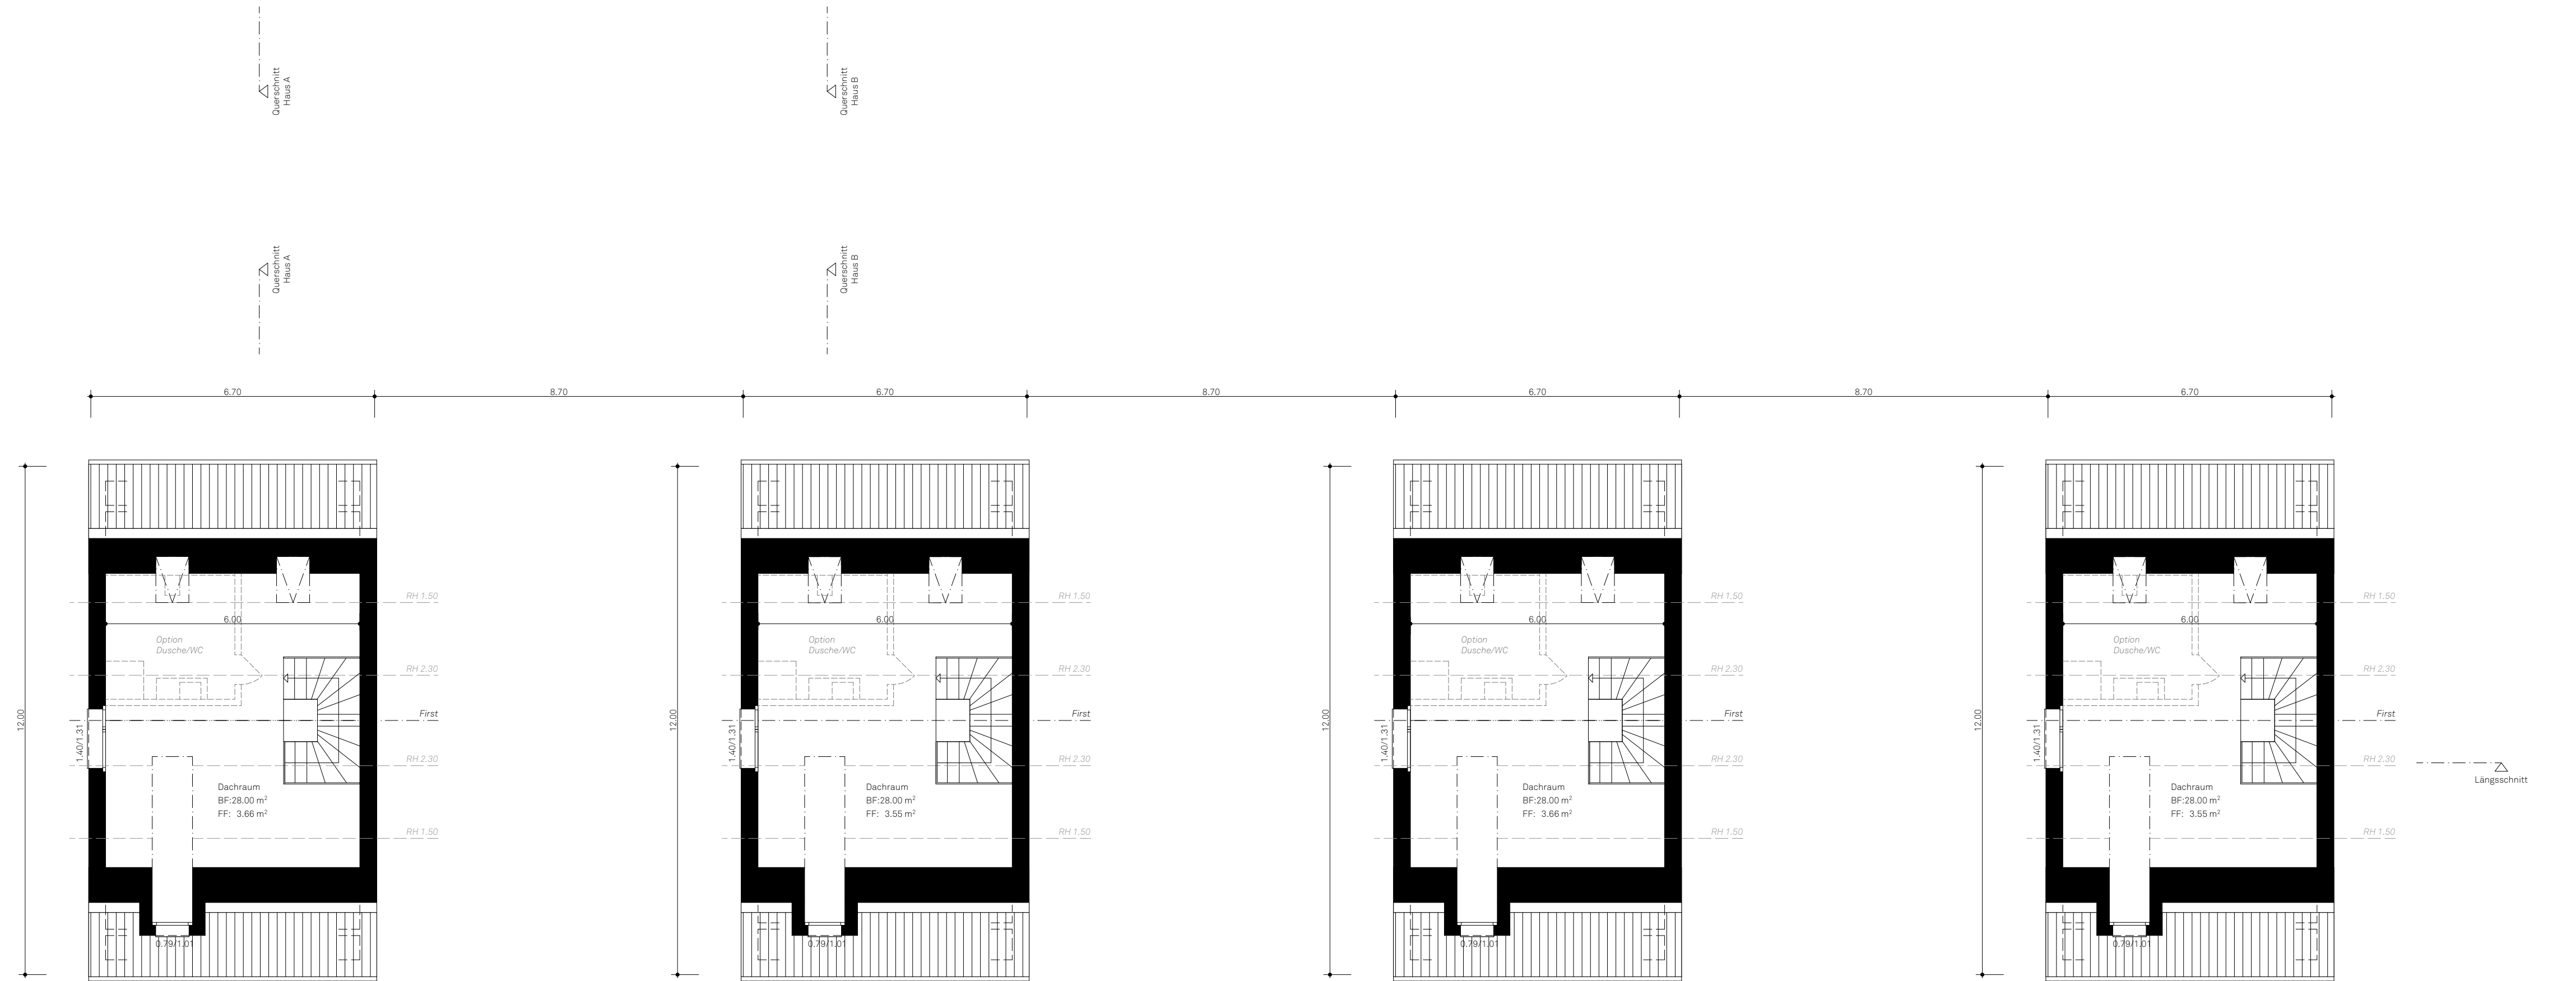 Querschnitt
Haus A
Querschnitt
Haus B
Querschnitt
Haus A
Querschnitt
Haus B
6.70
8.70
6.70
8.70
6.70
8.70
6.70
12.00
RH 1.50
6.00
Option
Dusche/WC
RH 2.30
First
1.40/1.31
RH 2.30
Dachraum
BF:28.00 m²
FF: 3.66 m²
RH 1.50
0.79/1.01
12.00
RH 1.50
6.00
Option
Dusche/WC
RH 2.30
First
1.40/1.31
RH 2.30
Dachraum
BF:28.00 m²
FF: 3.55 m²
RH 1.50
0.79/1.01
12.00
RH 1.50
6.00
Option
Dusche/WC
RH 2.30
First
1.40/1.31
RH 2.30
Dachraum
BF:28.00 m²
FF: 3.66 m²
RH 1.50
0.79/1.01
12.00
RH 1.50
6.00
Option
Dusche/WC
RH 2.30
First
1.40/1.31
RH 2.30
Dachraum
BF:28.00 m²
FF: 3.55 m²
RH 1.50
0.79/1.01
Längsschnitt